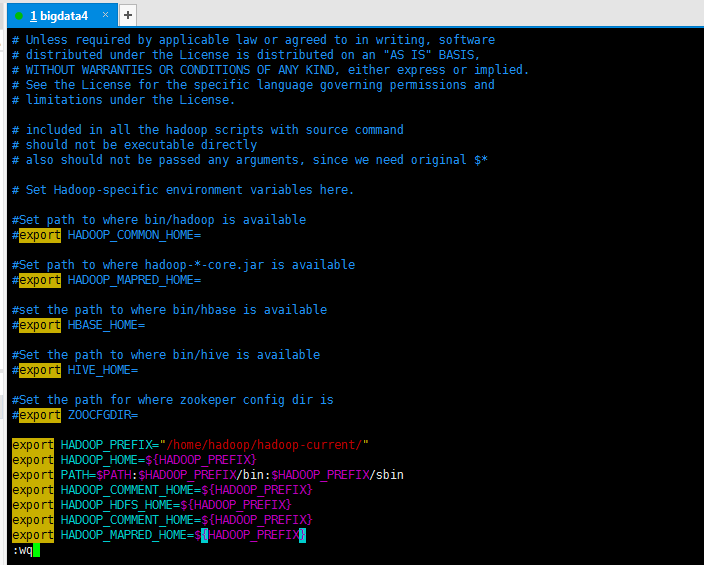 1 bigdata4 × +
# Unless required by applicable law or agreed to in writing, software
# distributed under the License is distributed on an "AS IS" BASIS,
# WITHOUT WARRANTIES OR CONDITIONS OF ANY KIND, either express or implied.
# See the License for the specific language governing permissions and
# limitations under the License.
# included in all the hadoop scripts with source command
# should not be executable directly
# also should not be passed any arguments, since we need original $*
# Set Hadoop-specific environment variables here.
#Set path to where bin/hadoop is available
#export HADOOP_COMMON_HOME=
#Set path to where hadoop-*-core.jar is available
#export HADOOP_MAPRED_HOME=
#set the path to where bin/hbase is available
#export HBASE_HOME=
#Set the path to where bin/hive is available
#export HIVE_HOME=
#Set the path for where zookeper config dir is
#export ZOOCFGDIR=
export HADOOP_PREFIX="/home/hadoop/hadoop-current/"
export HADOOP_HOME=${HADOOP_PREFIX}
export PATH=$PATH:$HADOOP_PREFIX/bin:$HADOOP_PREFIX/sbin
export HADOOP_COMMENT_HOME=${HADOOP_PREFIX}
export HADOOP_HDFS_HOME=${HADOOP_PREFIX}
export HADOOP_COMMENT_HOME=${HADOOP_PREFIX}
export HADOOP_MAPRED_HOME=${HADOOP_PREFIX}
:wq